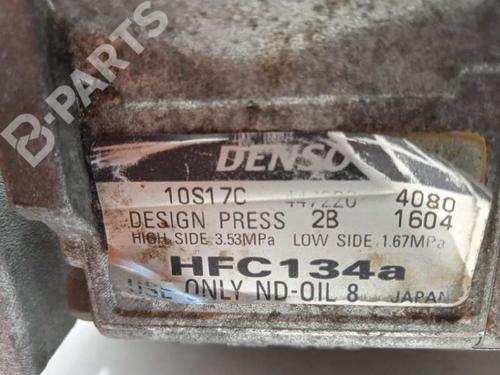 B-PARTS
DENSO
10S17C 447220 4080
DESIGN PRESS 2B 1604
HIGH SIDE 3.53MPa LOW SIDE 1.67MPa
HFC134a
USE ONLY ND-OIL 8 JAPAN